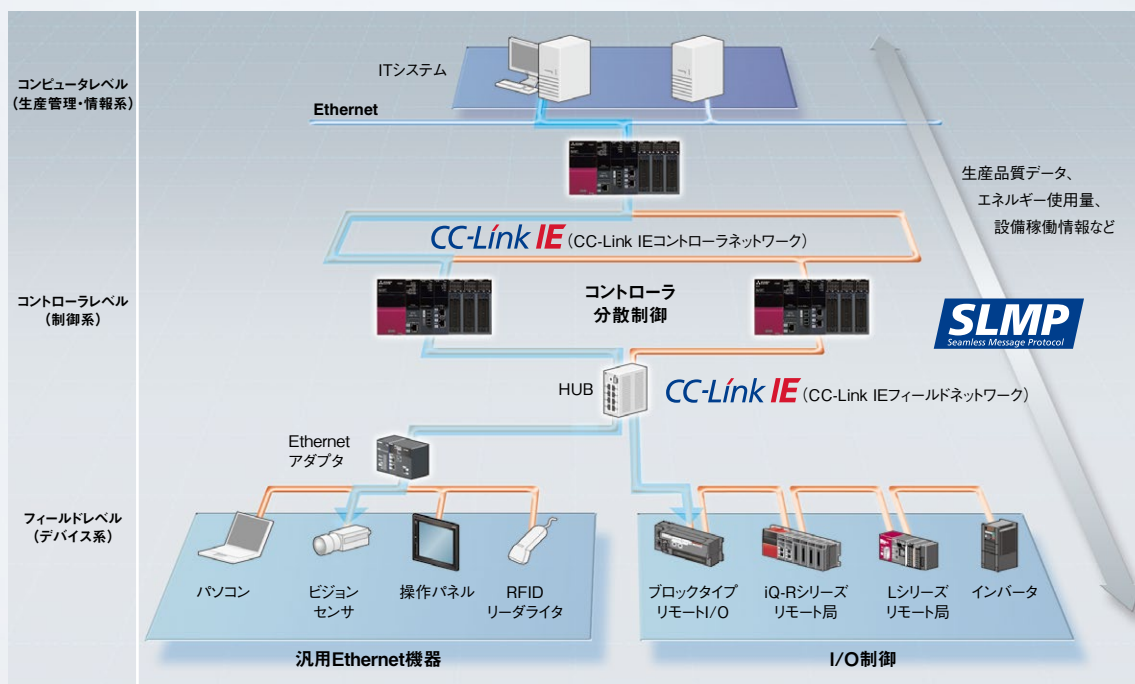 ITシステム
コンピュータレベル
(生産管理・情報系)
Ethernet
生産品質データ、
エネルギー使用量、
設備稼働情報など
CC-Link IE (CC-Link IEコントローラネットワーク)
コントローラ
分散制御
コントローラレベル
(制御系)
SLMP
Seamless Message Protocol
HUB
CC-Link IE (CC-Link IEフィールドネットワーク)
Ethernet
アダプタ
フィールドレベル
(デバイス系)
パソコン
ビジョン
センサ
操作パネル
RFID
リーダライタ
ブロックタイプ
リモートI/O
iQ-Rシリーズ
リモート局
Lシリーズ
リモート局
インバータ
汎用Ethernet機器
I/O制御